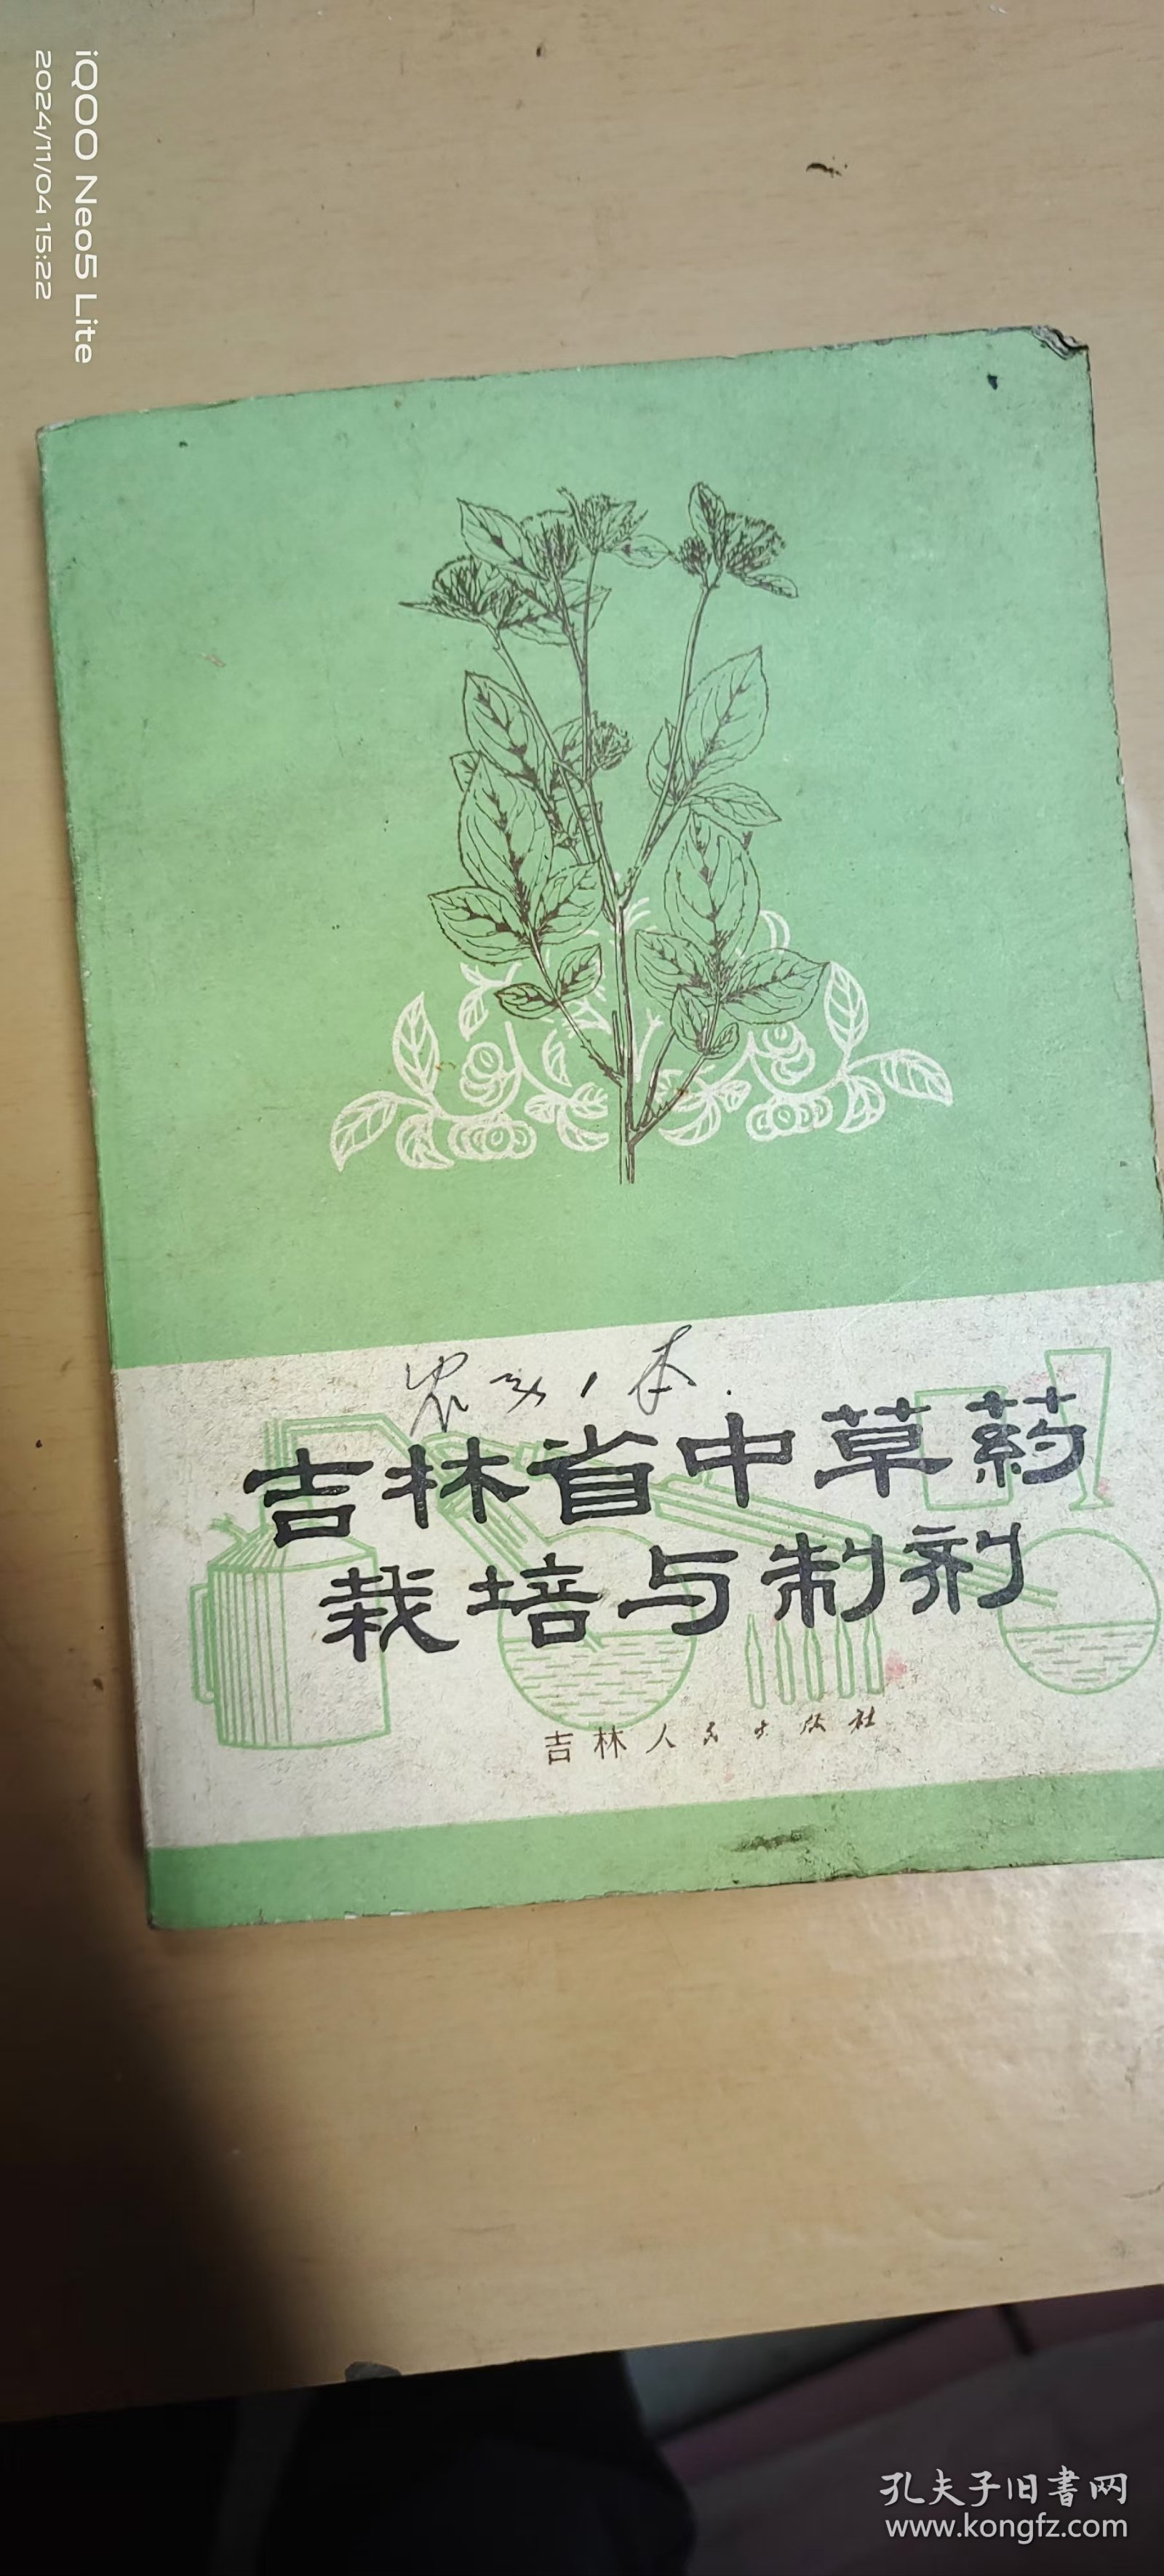 iQOO Neo5 Lite
2024/11/04 15:22
吉林省中草药
栽培与制剂
吉林人民出版社
孔夫子旧書网
www.kongfz.com